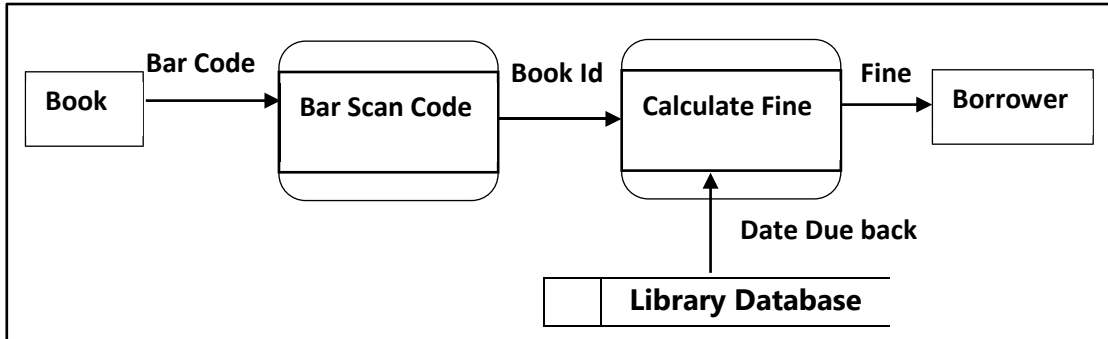 Bar Code
Book Id
Fine
Book
Bar Scan Code
Calculate Fine
Borrower
Date Due back
Library Database